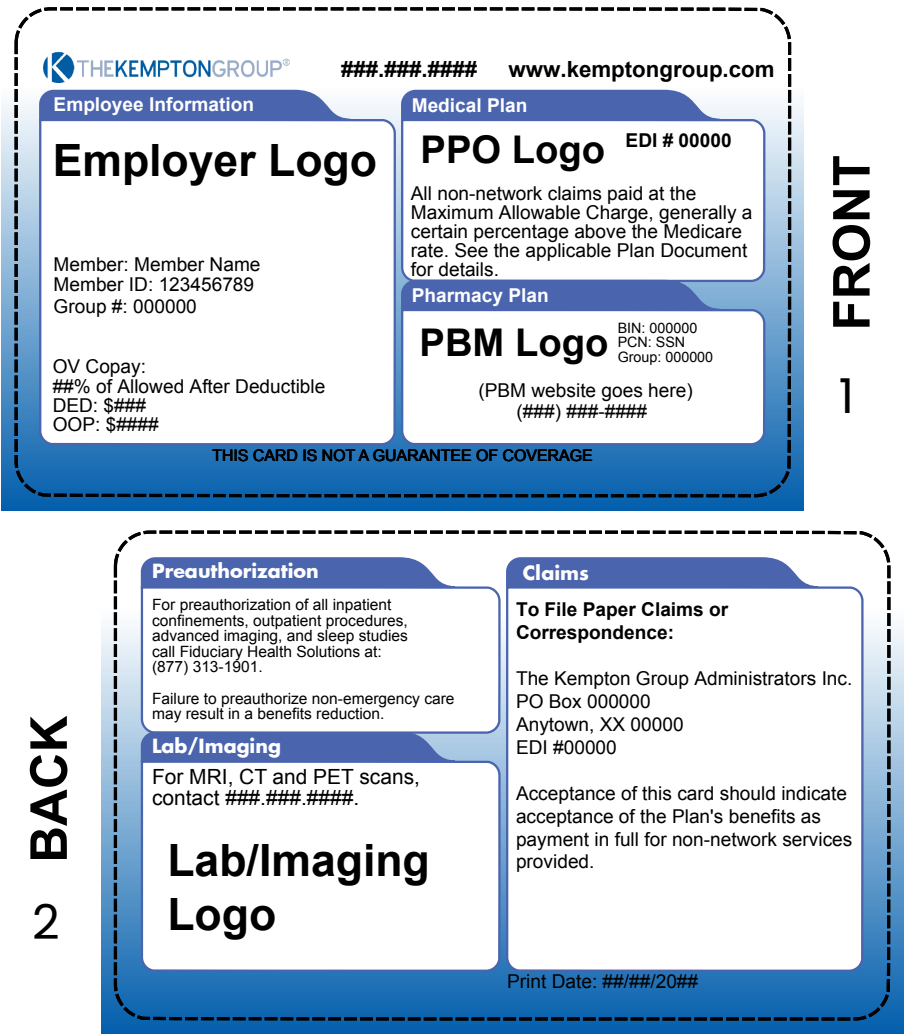 THEKEMPTONGROUP®
###.###.####
www.kemptongroup.com
Employee Information
Employer Logo
Member: Member Name
Member ID: 123456789
Group #: 000000
OV Copay:
##% of Allowed After Deductible
DED: $###
OOP: $####
Medical Plan
PPO Logo
EDI # 00000
All non-network claims paid at the
Maximum Allowable Charge, generally a
certain percentage above the Medicare
rate. See the applicable Plan Document
for details.
Pharmacy Plan
PBM Logo
BIN: 000000
PCN: SSN
Group: 000000
(PBM website goes here)
(###) ###-####
THIS CARD IS NOT A GUARANTEE OF COVERAGE
1 FRONT
2 BACK
Preauthorization
For preauthorization of all inpatient
confinements, outpatient procedures,
advanced imaging, and sleep studies
call Fiduciary Health Solutions at:
(877) 313-1901.
Failure to preauthorize non-emergency care
may result in a benefits reduction.
Lab/Imaging
For MRI, CT and PET scans,
contact ###.###.####.
Lab/Imaging
Logo
Claims
To File Paper Claims or
Correspondence:
The Kempton Group Administrators Inc.
PO Box 000000
Anytown, XX 00000
EDI #00000
Acceptance of this card should indicate
acceptance of the Plan's benefits as
payment in full for non-network services
provided.
Print Date: ##/##/20##